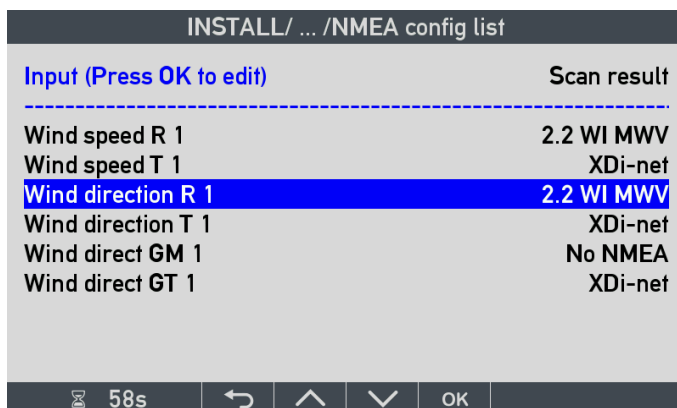 INSTALL/ ... /NMEA config list
Input (Press OK to edit) Scan result
Wind speed R 1 2.2 WI MWV
Wind speed T 1 XDi-net
Wind direction R 1 2.2 WI MWV
Wind direction T 1 XDi-net
Wind direct GM 1 No NMEA
Wind direct GT 1 XDi-net
58s OK